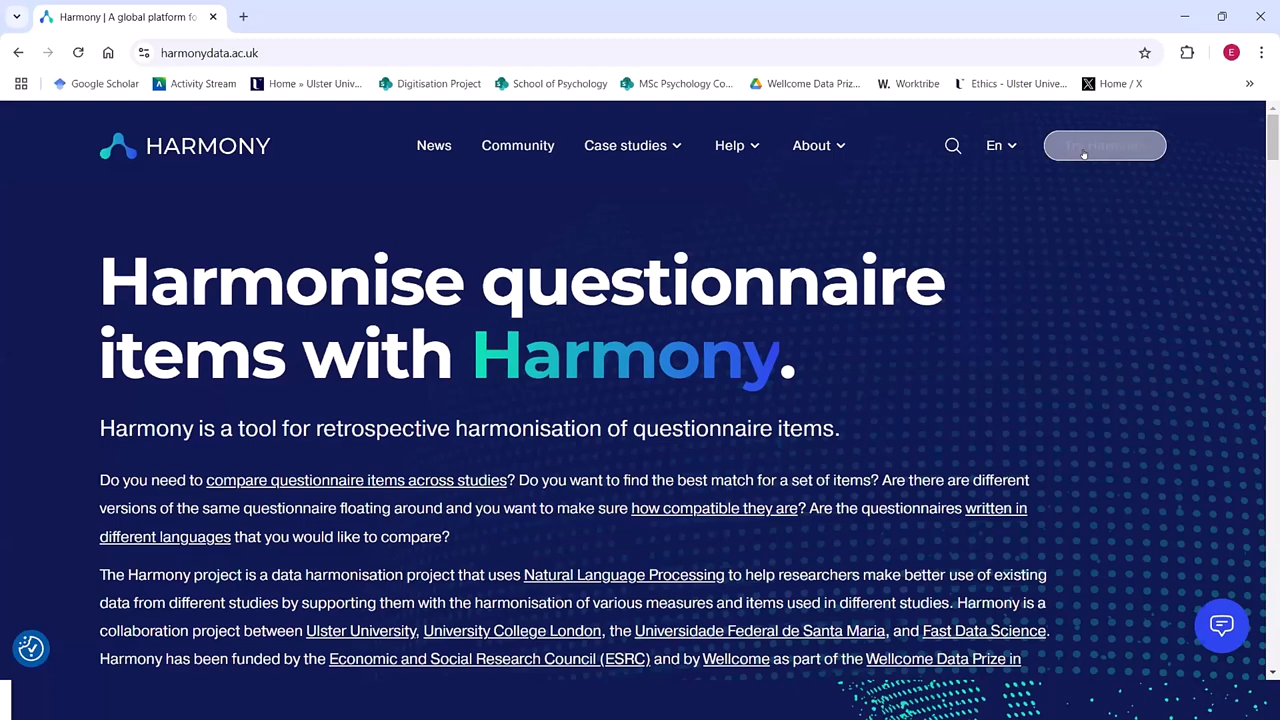 Harmony | A global platform fo
harmonydata.ac.uk
E
Google Scholar
Activity Stream
Home » Ulster Univ...
Digitisation Project
School of Psychology
MSc Psychology Co...
Wellcome Data Priz...
W. Worktribe
Ethics - Ulster Unive...
Home / X
HARMONY
News
Community
Case studies
Help
About
En
Harmonise questionnaire
items with Harmony.
Harmony is a tool for retrospective harmonisation of questionnaire items.
Do you need to compare questionnaire items across studies? Do you want to find the best match for a set of items? Are there are different
versions of the same questionnaire floating around and you want to make sure how compatible they are? Are the questionnaires written in
different languages that you would like to compare?
The Harmony project is a data harmonisation project that uses Natural Language Processing to help researchers make better use of existing
data from different studies by supporting them with the harmonisation of various measures and items used in different studies. Harmony is a
collaboration project between Ulster University, University College London, the Universidade Federal de Santa Maria, and Fast Data Science.
Harmony has been funded by the Economic and Social Research Council (ESRC) and by Wellcome as part of the Wellcome Data Prize in